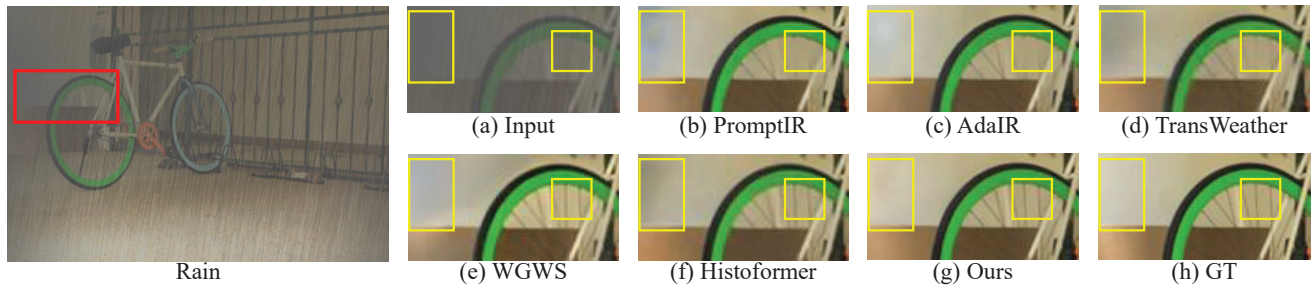 (a) Input
(b) PromptIR
(c) AdaIR
(d) TransWeather
Rain
(e) WGWS
(f) Histoformer
(g) Ours
(h) GT